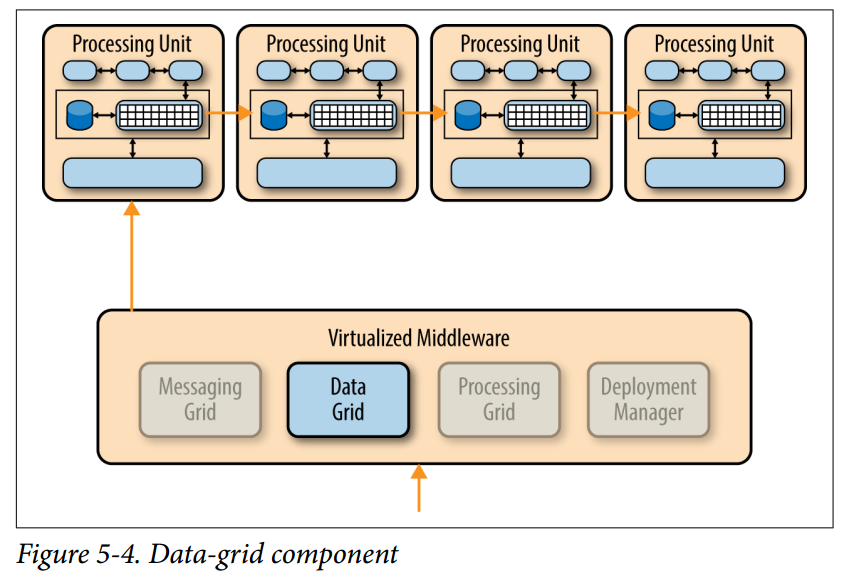 Processing Unit
Processing Unit
Processing Unit
Processing Unit
Virtualized Middleware
Messaging
Grid
Data
Grid
Processing
Grid
Deployment
Manager
Figure 5-4. Data-grid component